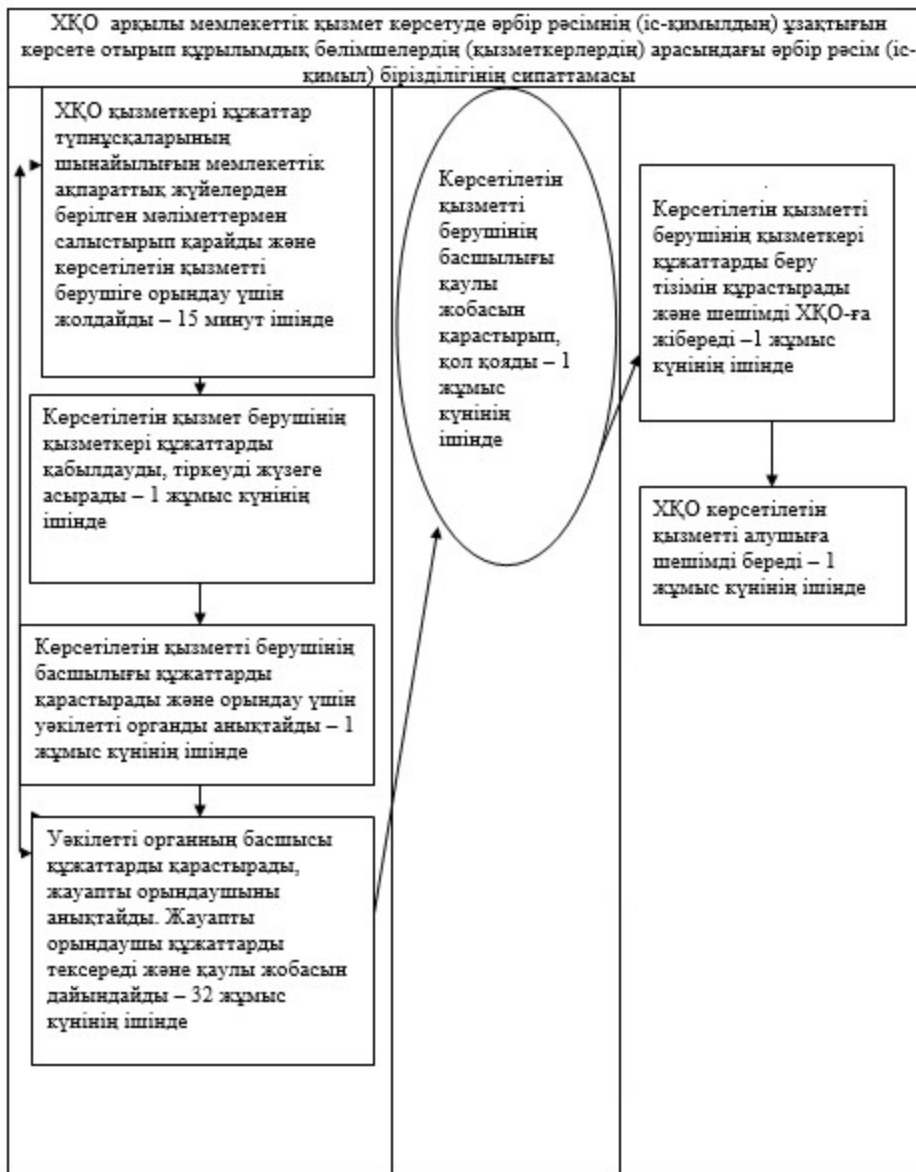 ХҚО арқылы мемлекеттік қызмет көрсетуде әрбір рәсімнің (іс-қимылдың) ұзақтығын
көрсете отырып құрылымдық бөлімшелердің (қызметкерлердің) арасындағы әрбір рәсім (іс-
қимыл) бірізділігінің сипаттамасы
ХҚО қызметкері құжаттар
түпнұсқаларының
шынайылығын мемлекеттік
ақпараттық жүйелерден
берілген мәліметтермен
салыстырып қарайды және
көрсетілетін қызметті
берушіге орындау үшін
жолдайды – 15 минут ішінде
Көрсетілетін қызмет берушінің
қызметкері құжаттарды
қабылдауды, тіркеуді жүзеге
асырады – 1 жұмыс күнінің
ішінде
Көрсетілетін қызметті берушінің
басшылығы құжаттарды
қарастырады және орындау үшін
уәкілетті органды анықтайды – 1
жұмыс күнінің ішінде
Уәкілетті органның басшысы
құжаттарды қарастырады,
жауапты орындаушыны
анықтайды. Жауапты
орындаушы құжаттарды
тексереді және қаулы жобасын
дайындайды – 32 жұмыс
күнінің ішінде
Көрсетілетін
қызметті
берушінің
басшылығы
қаулы
жобасын
қарастырып,
қол қояды – 1
жұмыс
күнінің
ішінде
Көрсетілетін қызметті
берушінің қызметкері
құжаттарды беру
тізімін құрастырады
және шешімді ХҚО-ға
жібереді –1 жұмыс
күнінің ішінде
ХҚО көрсетілетін
қызметті алушыға
шешімді береді – 1
жұмыс күнінің ішінде